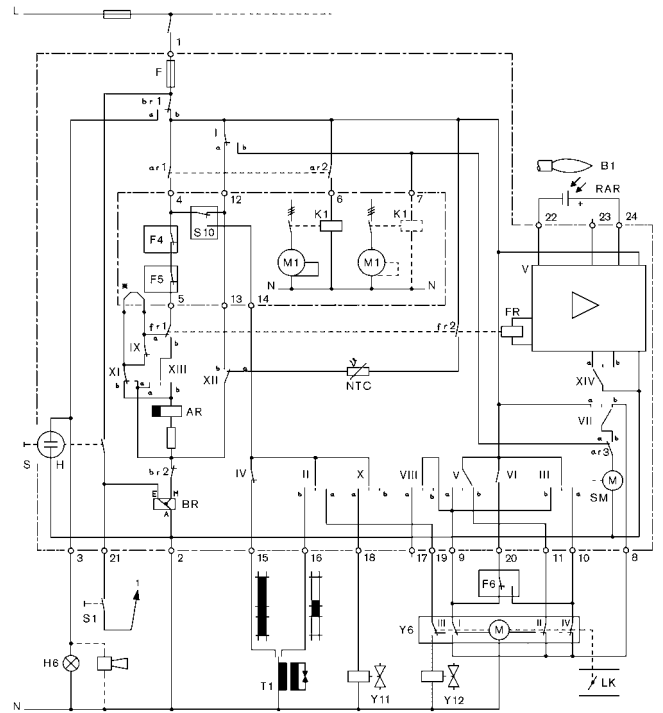 L
1
F
br1
a b
I
a b
ar1
ar2
B1
RAR
+
22 23 24
4 12 6 7
S10
K1
K1
F4
M1
M1
F5
N
N
V
FR
5 13 14
fr1
fr2
IX
XI
XIII
XII
b a a b
a b
NTC
a b
XIV
AR
a b
VII
b
ar3
S H
br2
IV
II
X
VIII
V
VI
III
M
SM
a b
b a a b b a a b a b a b b a
E M
BR
A
3 21 2 15 16 18 17 19 9 20 11 10 8
1
S1
F6
Y6
III I
M
II IV
H6
T1
Y11
Y12
LK
N